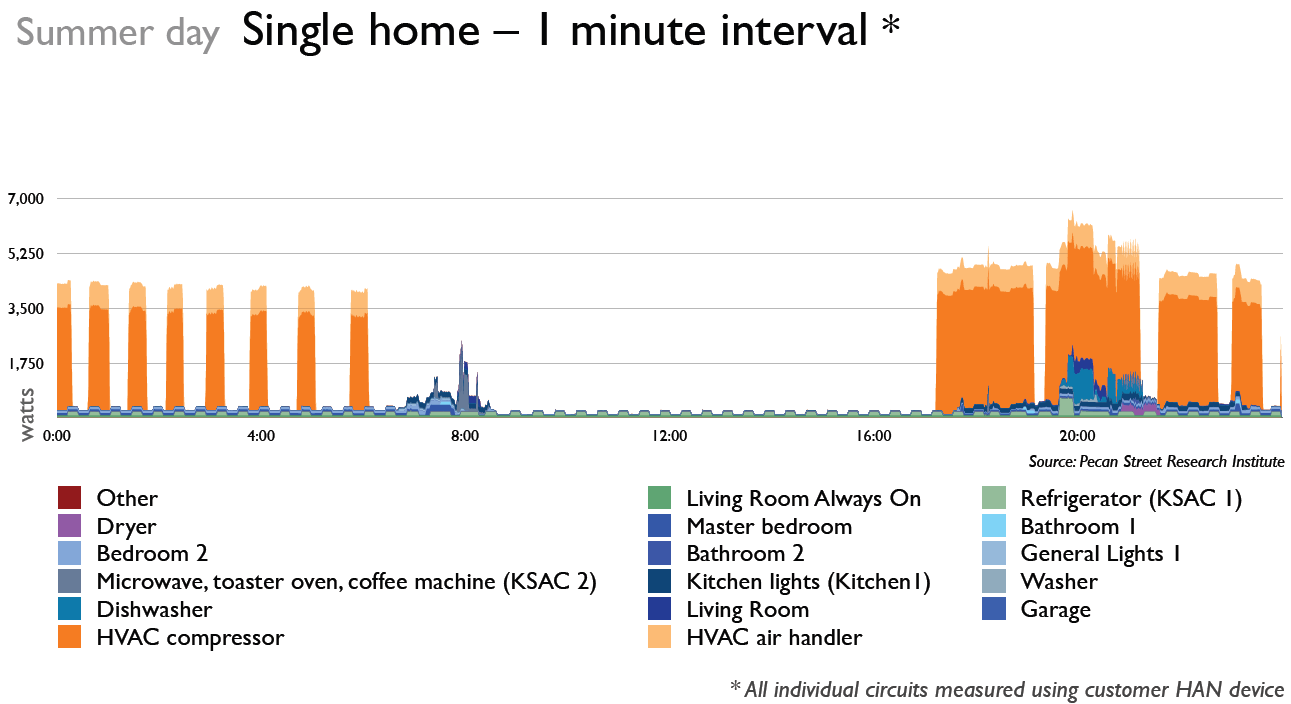 Summer day Single home – 1 minute interval *
7,000
5,250
3,500
1,750
watts
0:00 4:00 8:00 12:00 16:00 20:00
Source: Pecan Street Research Institute
Other Living Room Always On Refrigerator (KSAC 1)
Dryer Master bedroom Bathroom 1
Bedroom 2 Bathroom 2 General Lights 1
Microwave, toaster oven, coffee machine (KSAC 2) Kitchen lights (Kitchen1) Washer
Dishwasher Living Room Garage
HVAC compressor HVAC air handler
* All individual circuits measured using customer HAN device